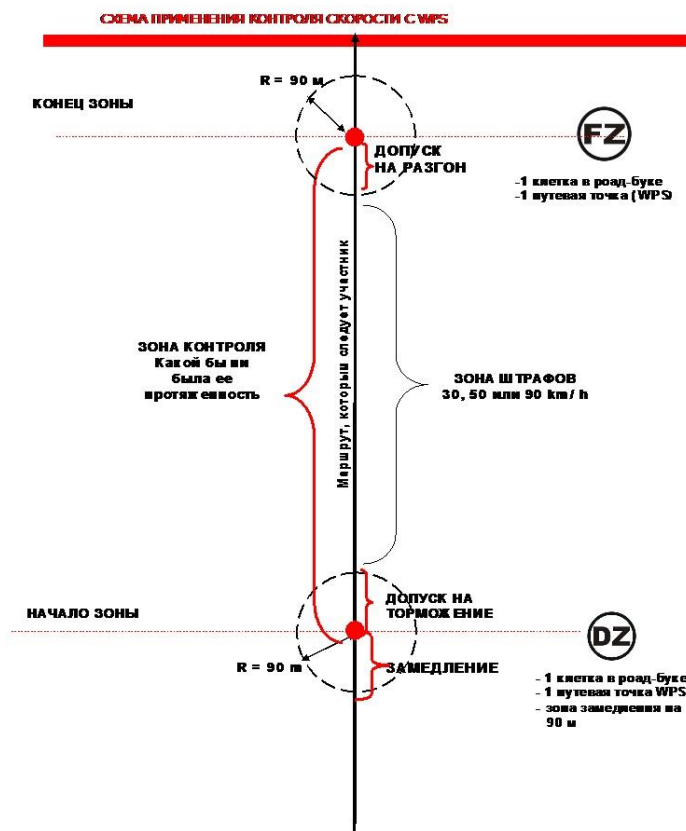 СХЕМА ПРИМЕНЕНИЯ КОНТРОЛЯ СКОРОСТИ С WPS
R = 90 м
КОНЕЦ ЗОНЫ
FZ
ДОПУСК
НА РАЗГОН
-1 клетка в роад-буке
-1 путевая точка (WPS)
Маршрут, которым следует участник
ЗОНА КОНТРОЛЯ
Какой бы ни
была ее
протяженность
ЗОНА ШТРАФОВ
30, 50 или 90 km/ h
ДОПУСК НА
ТОРМОЖЕНИЕ
НАЧАЛО ЗОНЫ
DZ
R = 90 m
ЗАМЕДЛЕНИЕ
- 1 клетка в роад-буке
- 1 путевая точка WPS
- зона замедления на
90 м